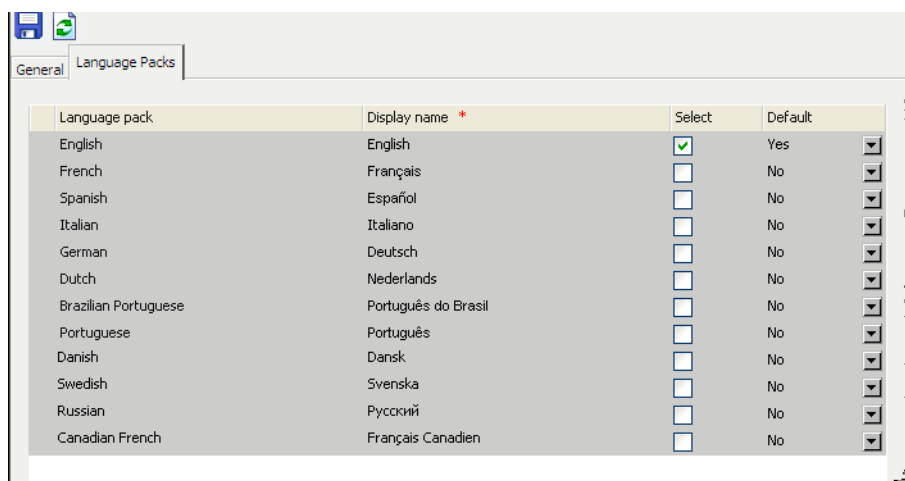 General Language Packs
Language pack Display name * Select Default
English English Yes
French Français No
Spanish Español No
Italian Italiano No
German Deutsch No
Dutch Nederlands No
Brazilian Portuguese Português do Brasil No
Portuguese Português No
Danish Dansk No
Swedish Svenska No
Russian Русский No
Canadian French Français Canadien No